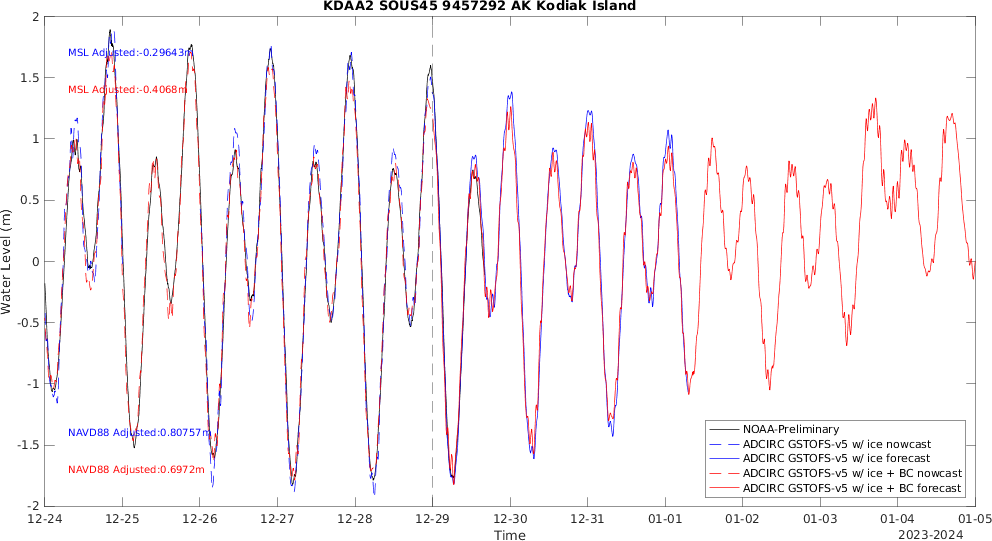 KDAA2 SOUS45 9457292 AK Kodiak Island
2
1.5
1
0.5
0
-0.5
-1
-1.5
-2
Water Level (m)
MSL Adjusted:-0.29643m
MSL Adjusted:-0.4068m
NAVD88 Adjusted:0.80757m
NAVD88 Adjusted:0.6972m
NOAA-Preliminary
ADCIRC GSTOFS-v5 w/ ice nowcast
ADCIRC GSTOFS-v5 w/ ice forecast
ADCIRC GSTOFS-v5 w/ ice + BC nowcast
ADCIRC GSTOFS-v5 w/ ice + BC forecast
12-24 12-25 12-26 12-27 12-28 12-29 12-30 12-31 01-01 01-02 01-03 01-04 01-05
Time
2023-2024